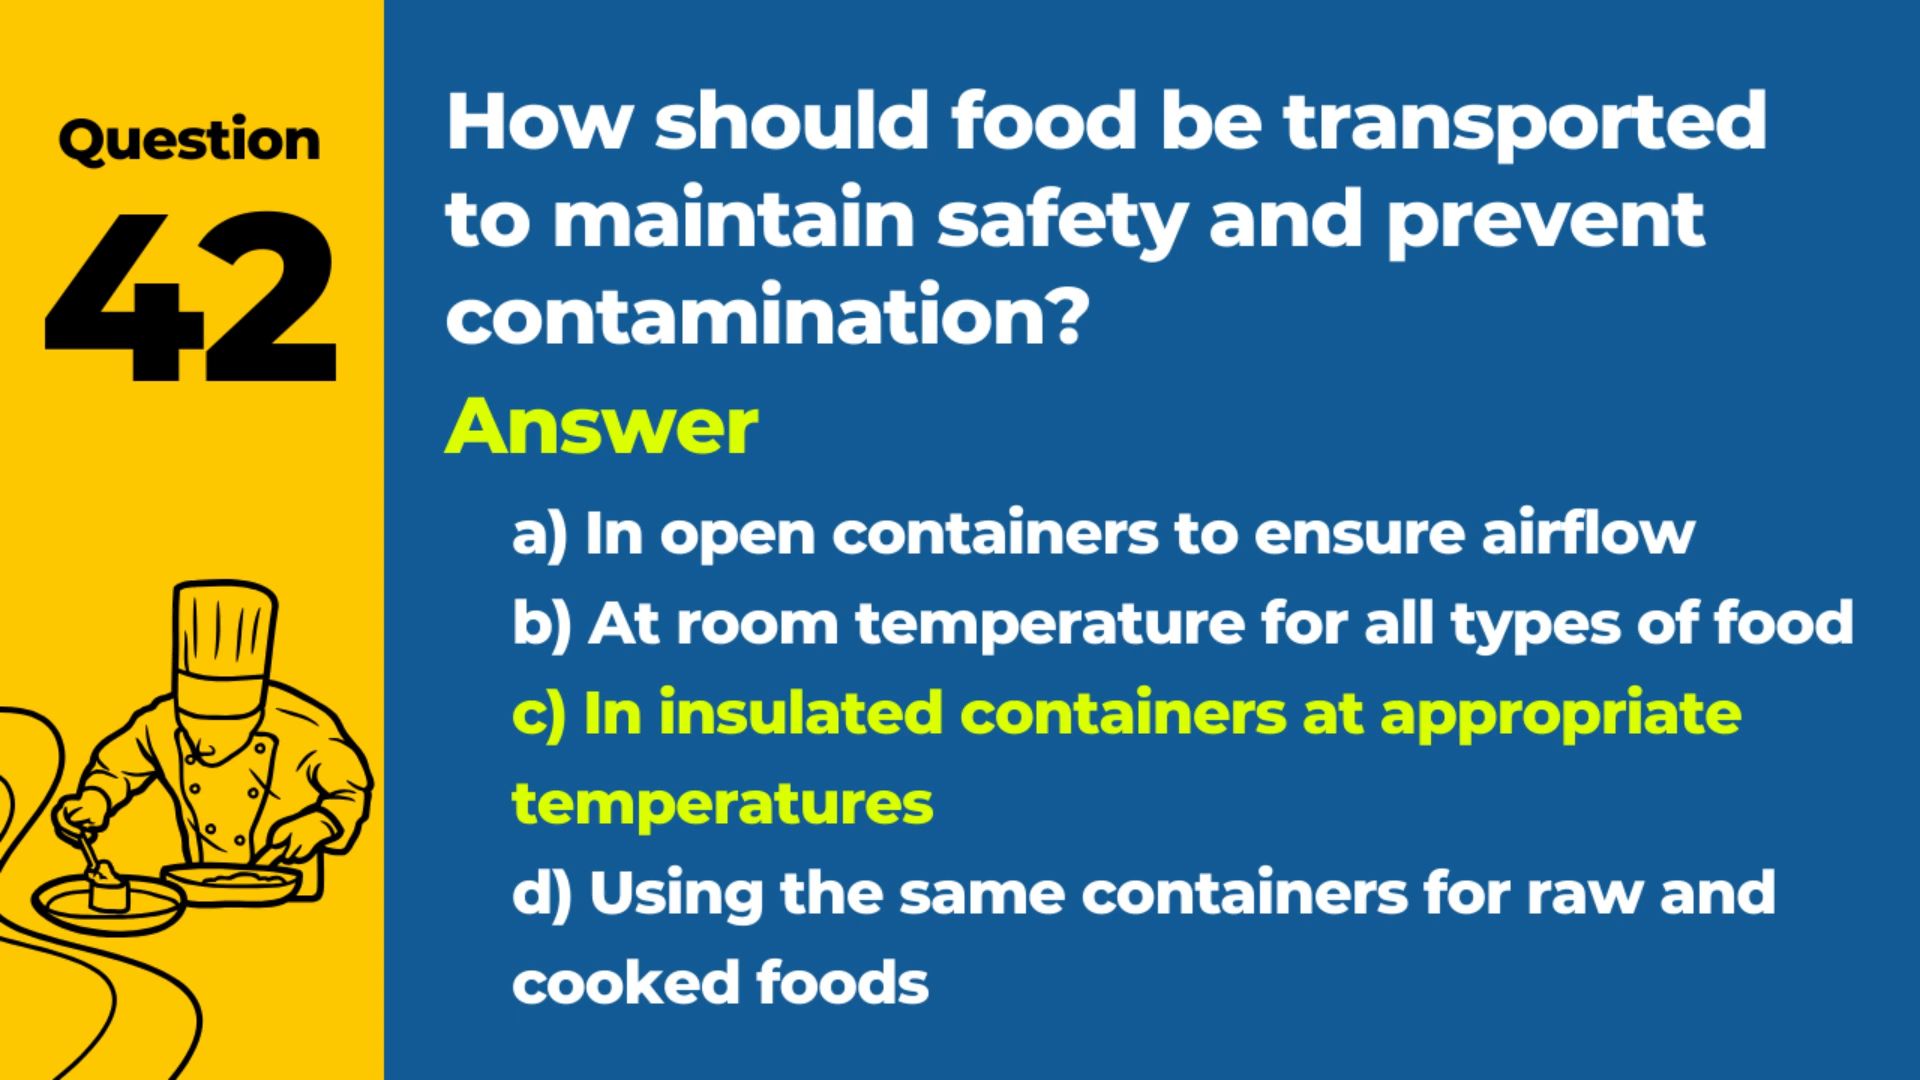 Question
42
How should food be transported
to maintain safety and prevent
contamination?
Answer
a) In open containers to ensure airflow
b) At room temperature for all types of food
c) In insulated containers at appropriate
temperatures
d) Using the same containers for raw and
cooked foods